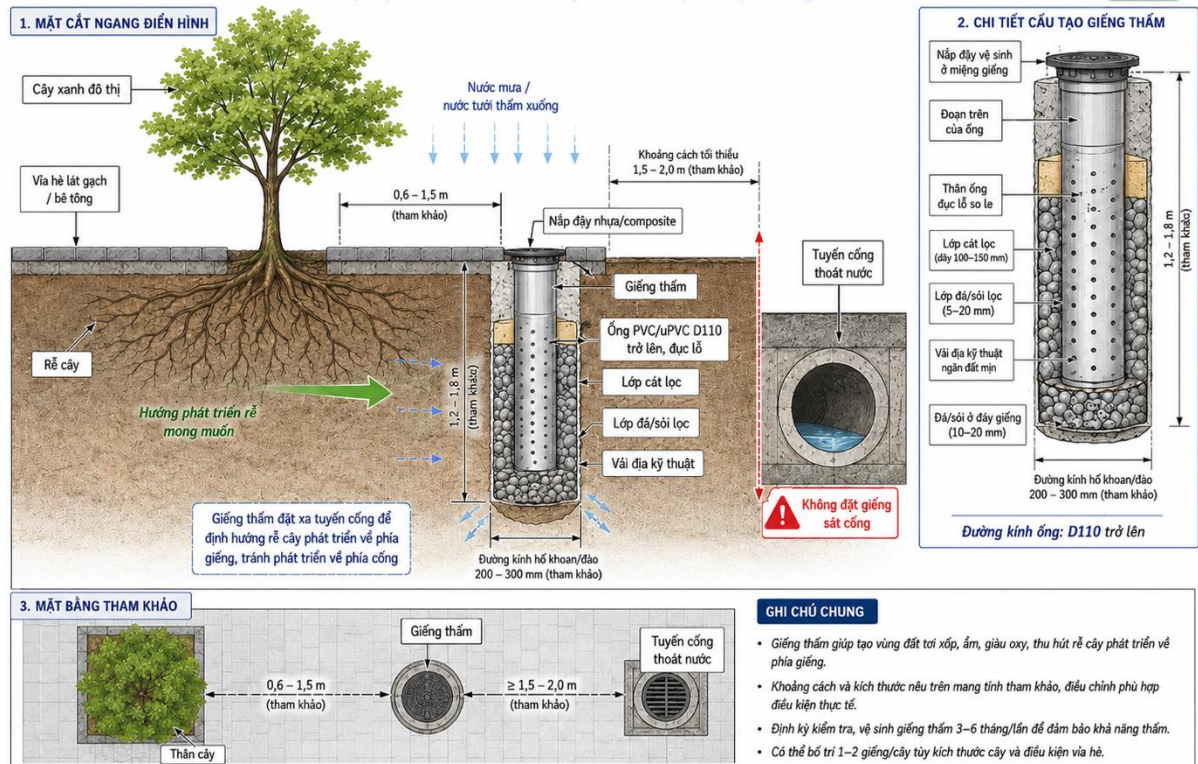 1. MẶT CẮT NGANG ĐIỂN HÌNH
Cây xanh đô thị
Nước mưa /
nước tưới thấm xuống
Vỉa hè lát gạch
/ bê tông
0,6 – 1,5 m
(tham khảo)
Khoảng cách tối thiểu
1,5 – 2,0 m (tham khảo)
Nắp đậy nhựa/composite
Giếng thấm
Tuyến cống
thoát nước
Ống PVC/uPVC D110
trở lên, đục lỗ
Rễ cây
1,2 – 1,8 m
(tham khảo)
Lớp cát lọc
Hướng phát triển rễ
mong muốn
Lớp đá/sỏi lọc
Vải địa kỹ thuật
Không đặt giếng
sát cống
Giếng thấm đặt xa tuyến cống để
định hướng rễ cây phát triển về phía
giếng, tránh phát triển về phía cống
Đường kính hố khoan/đào
200 – 300 mm (tham khảo)
2. CHI TIẾT CẤU TẠO GIẾNG THẤM
Nắp đậy vệ sinh
ở miệng giếng
Đoạn trên
của ống
Thân ống
đục lỗ so le
1,2 – 1,8 m
(tham khảo)
Lớp cát lọc
(dày 100–150 mm)
Lớp đá/sỏi lọc
(5–20 mm)
Vải địa kỹ thuật
ngăn đất mịn
Đá/sỏi ở đáy giếng
(10–20 mm)
Đường kính hố khoan/đào
200 – 300 mm (tham khảo)
Đường kính ống: D110 trở lên
3. MẶT BẰNG THAM KHẢO
Giếng thấm
Tuyến cống
thoát nước
0,6 – 1,5 m
(tham khảo)
≥ 1,5 – 2,0 m
(tham khảo)
Thân cây
GHI CHÚ CHUNG
• Giếng thấm giúp tạo vùng đất tơi xốp, ẩm, giàu oxy, thu hút rễ cây phát triển về
phía giếng.
• Khoảng cách và kích thước nêu trên mang tính tham khảo, điều chỉnh phù hợp
điều kiện thực tế.
• Định kỳ kiểm tra, vệ sinh giếng thấm 3–6 tháng/lần để đảm bảo khả năng thấm.
• Có thể bố trí 1–2 giếng/cây tùy kích thước cây và điều kiện vỉa hè.